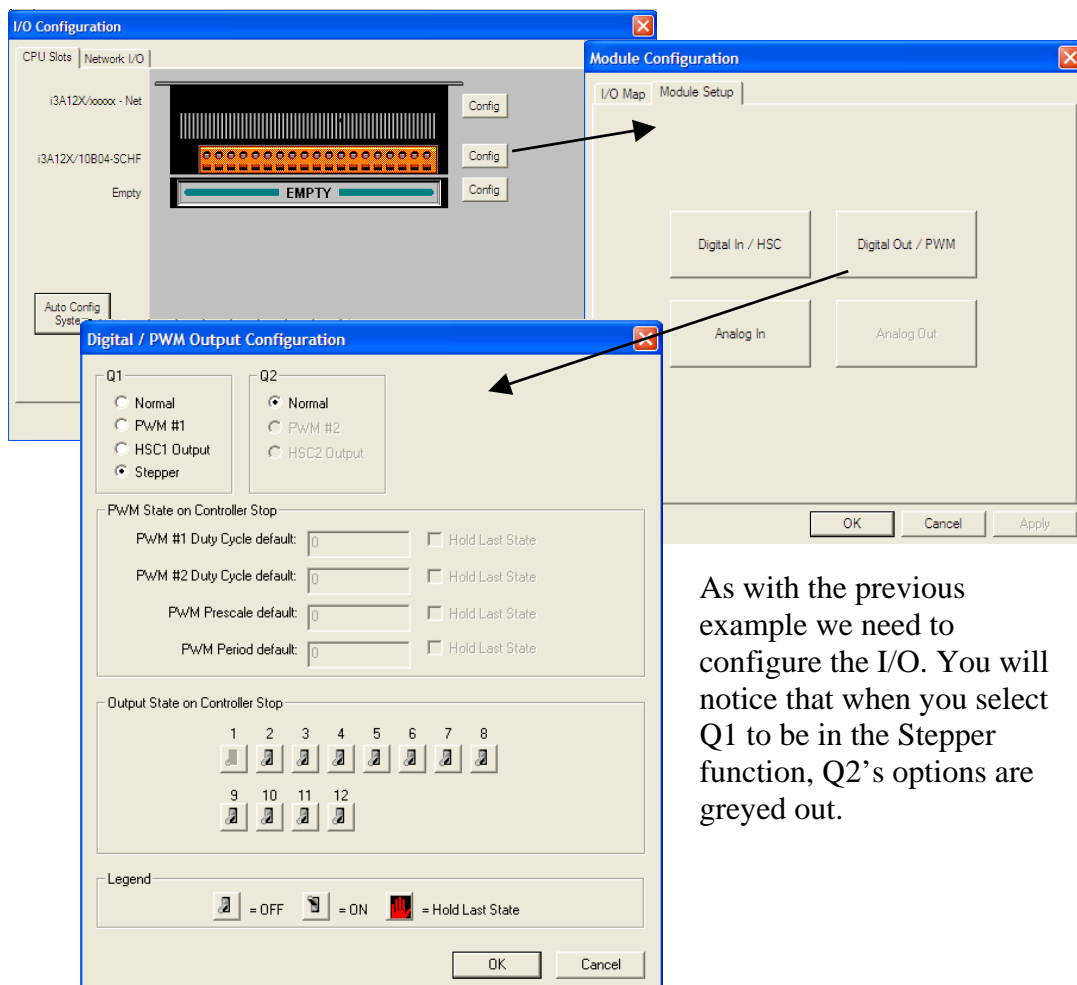 I/O Configuration
CPU Slots Network I/O
i3A12X/xxxxx - Net
Config
i3A12X/10B04-SCHF
Config
Empty
EMPTY
Config
Auto Config
Module Configuration
I/O Map Module Setup
Digital In / HSC Digital Out / PWM
Analog In Analog Out
OK Cancel Apply
Digital / PWM Output Configuration
Q1
Normal
PWM #1
HSC1 Output
Stepper
Q2
Normal
PWM #2
HSC2 Output
PWM State on Controller Stop
PWM #1 Duty Cycle default: 0 Hold Last State
PWM #2 Duty Cycle default: 0 Hold Last State
PWM Prescale default: 0 Hold Last State
PWM Period default: 0 Hold Last State
Output State on Controller Stop
1 2 3 4 5 6 7 8
9 10 11 12
Legend
= OFF = ON = Hold Last State
OK Cancel
As with the previous
example we need to
configure the I/O. You will
notice that when you select
Q1 to be in the Stepper
function, Q2’s options are
greyed out.